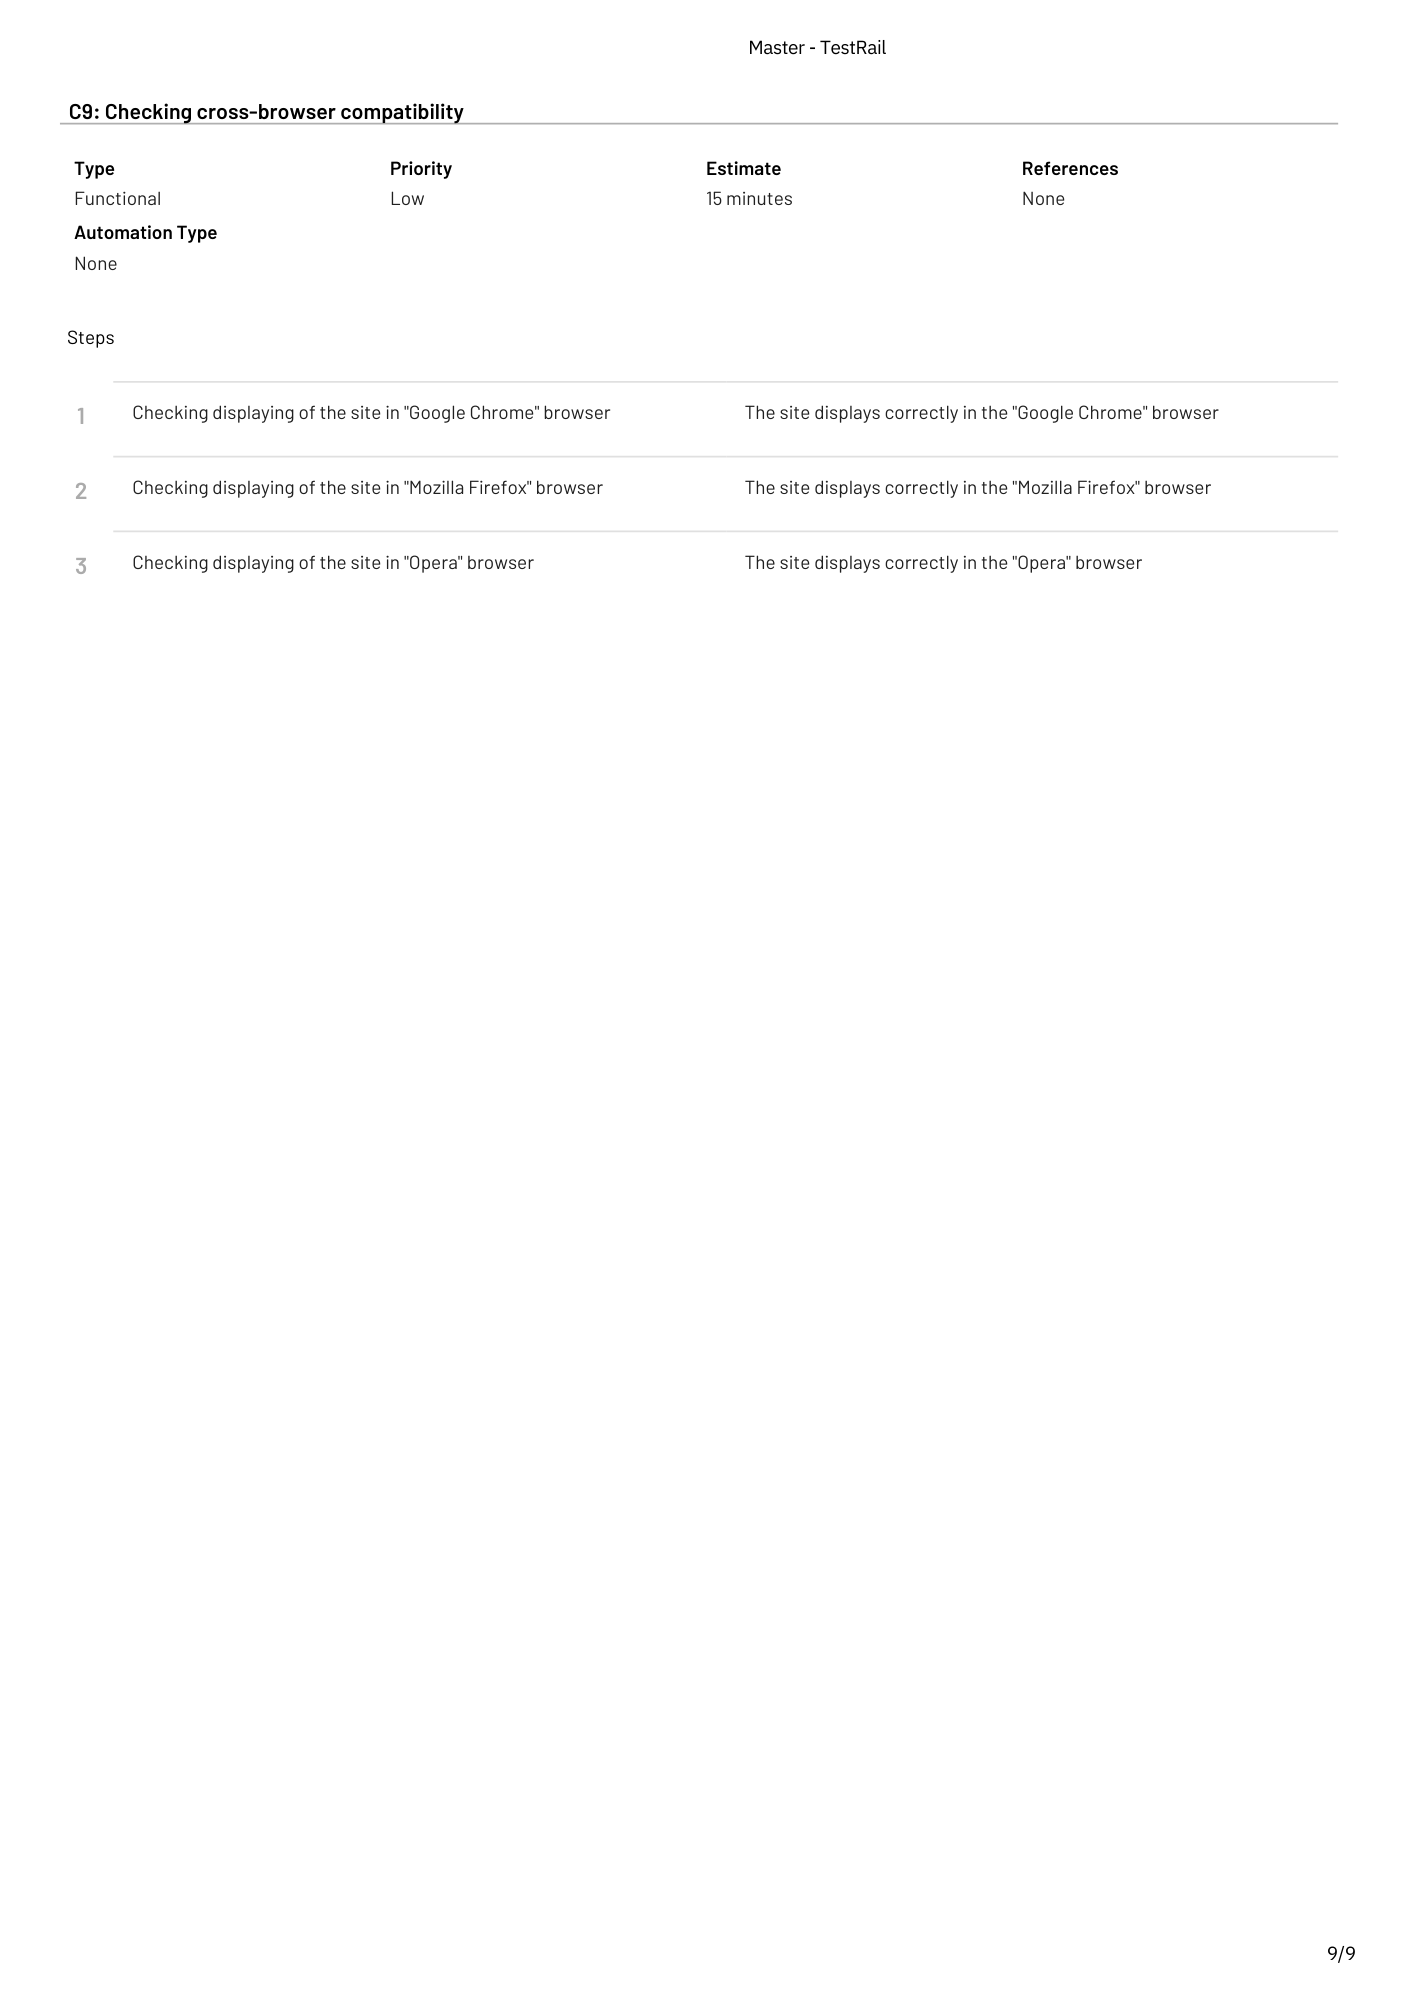 Master - TestRail
C9: Checking cross-browser compatibility
Type Priority Estimate References
Functional Low 15 minutes None
Automation Type
None
Steps
1 Checking displaying of the site in "Google Chrome" browser The site displays correctly in the "Google Chrome" browser
2 Checking displaying of the site in "Mozilla Firefox" browser The site displays correctly in the "Mozilla Firefox" browser
3 Checking displaying of the site in "Opera" browser The site displays correctly in the "Opera" browser
9/9